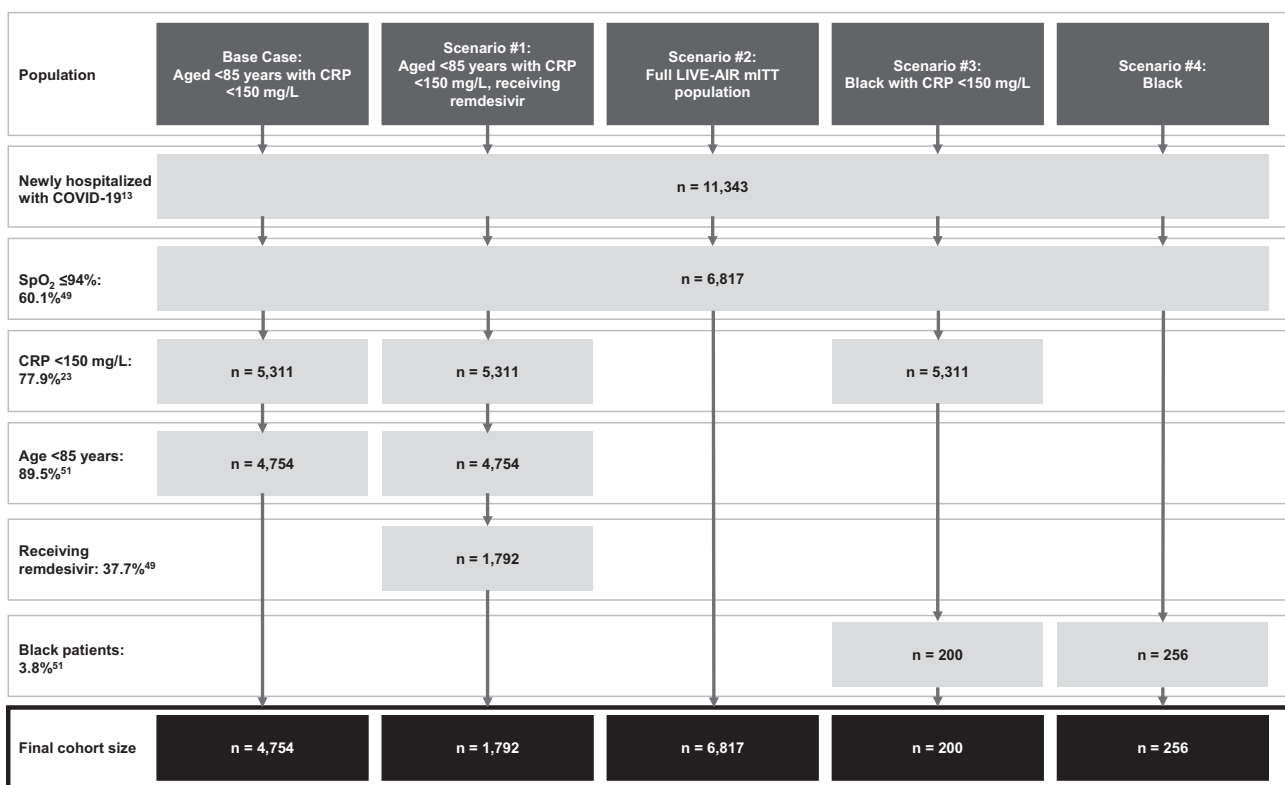 Population
Base Case:
Aged <85 years with CRP
<150 mg/L
Scenario #1:
Aged <85 years with CRP
<150 mg/L, receiving
remdesivir
Scenario #2:
Full LIVE-AIR mITT
population
Scenario #3:
Black with CRP <150 mg/L
Scenario #4:
Black
Newly hospitalized
with COVID-19¹³
n = 11,343
SpO₂ ≤94%:
60.1%⁴⁹
n = 6,817
CRP <150 mg/L:
77.9%²³
n = 5,311
n = 5,311
n = 5,311
Age <85 years:
89.5%⁵¹
n = 4,754
n = 4,754
Receiving
remdesivir: 37.7%⁴⁹
n = 1,792
Black patients:
3.8%⁵¹
n = 200
n = 256
Final cohort size
n = 4,754
n = 1,792
n = 6,817
n = 200
n = 256